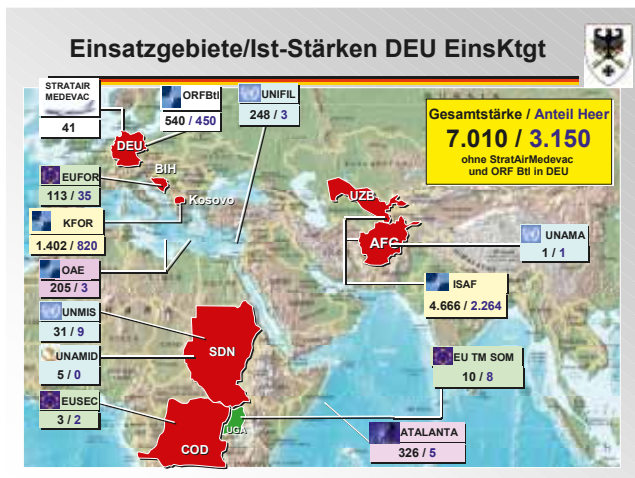 Einsatzgebiete/Ist-Stärken DEU EinsKtgt
STRATAIR
MEDEVAC
41
ORFBtl
540 / 450
UNIFIL
248 / 3
Gesamtstärke / Anteil Heer
7.010 / 3.150
ohne StratAirMedevac
und ORF Btl in DEU
DEU
BIH
EUFOR
113 / 35
Kosovo
KFOR
1.402 / 820
UZB
AFG
UNAMA
1 / 1
OAE
205 / 3
ISAF
4.666 / 2.264
UNMIS
31 / 9
SDN
UNAMID
5 / 0
EU TM SOM
10 / 8
EUSEC
3 / 2
UGA
COD
ATALANTA
326 / 5